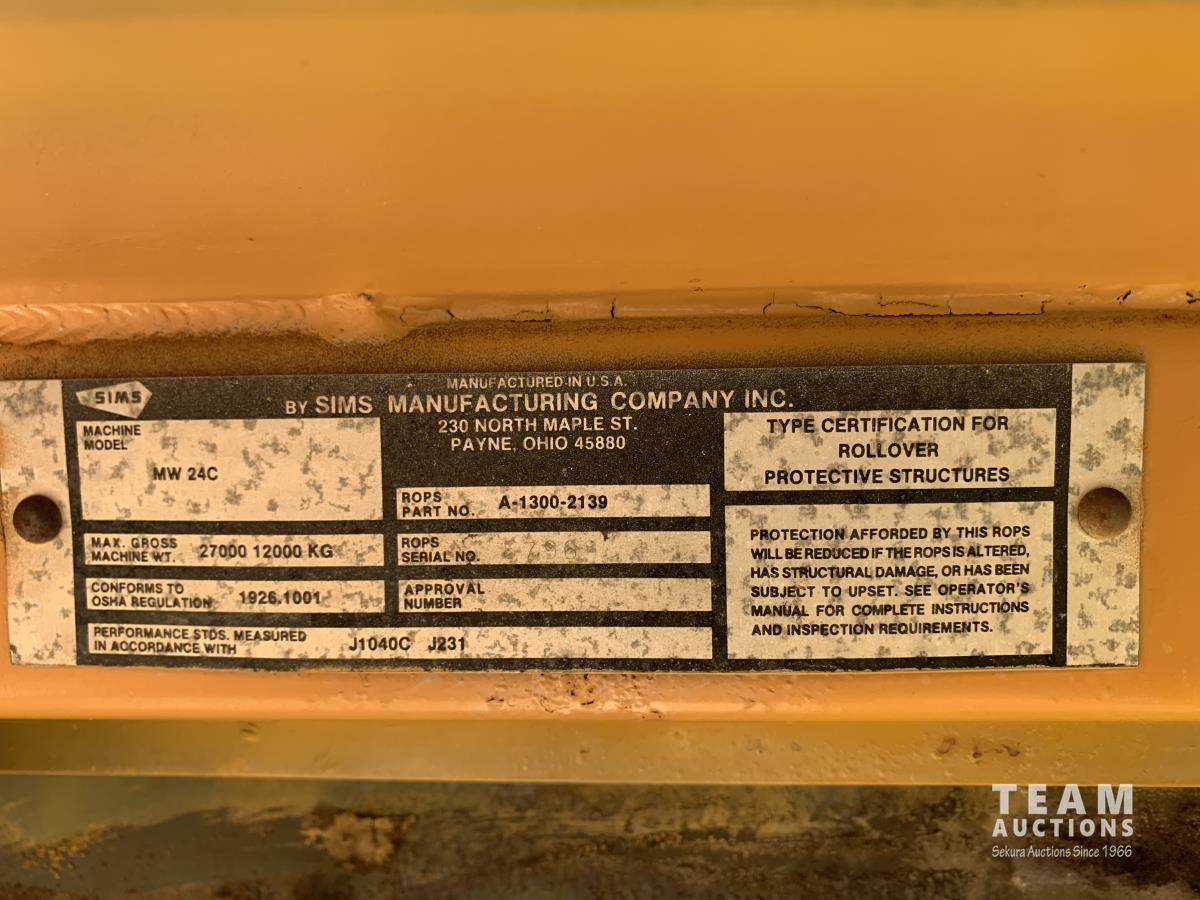 SIMS
MANUFACTURED IN U.S.A.
BY SIMS MANUFACTURING COMPANY INC.
230 NORTH MAPLE ST.
PAYNE, OHIO 45880
MACHINE
MODEL
MW 24C
MAX. GROSS
MACHINE WT.
27000 12000 KG
CONFORMS TO
OSHA REGULATION
1926.1001
PERFORMANCE STDS. MEASURED
IN ACCORDANCE WITH
J1040C J231
ROPS
PART NO.
A-1300-2139
ROPS
SERIAL NO.
APPROVAL
NUMBER
TYPE CERTIFICATION FOR
ROLLOVER
PROTECTIVE STRUCTURES
PROTECTION AFFORDED BY THIS ROPS
WILL BE REDUCED IF THE ROPS IS ALTERED,
HAS STRUCTURAL DAMAGE, OR HAS BEEN
SUBJECT TO UPSET. SEE OPERATOR'S
MANUAL FOR COMPLETE INSTRUCTIONS
AND INSPECTION REQUIREMENTS.
TEAM
AUCTIONS
Sekura Auctions Since 1966